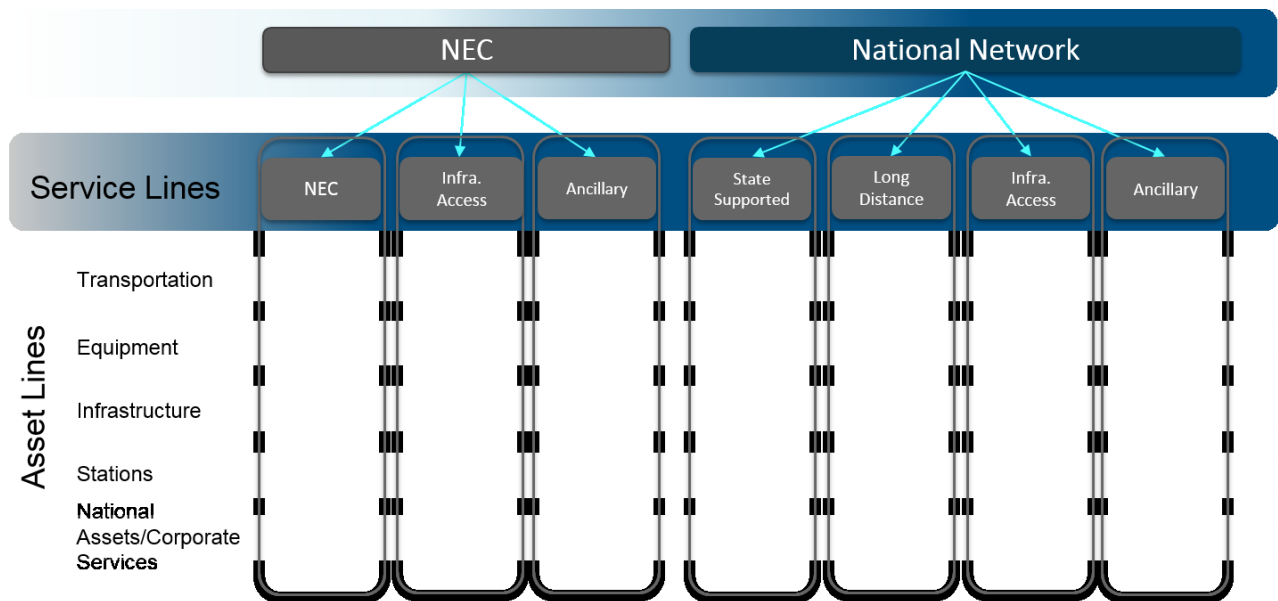 NEC
National Network
Service Lines
NEC
Infra.
Access
Ancillary
State
Supported
Long
Distance
Infra.
Access
Ancillary
Asset Lines
Transportation
Equipment
Infrastructure
Stations
National
Assets/Corporate
Services